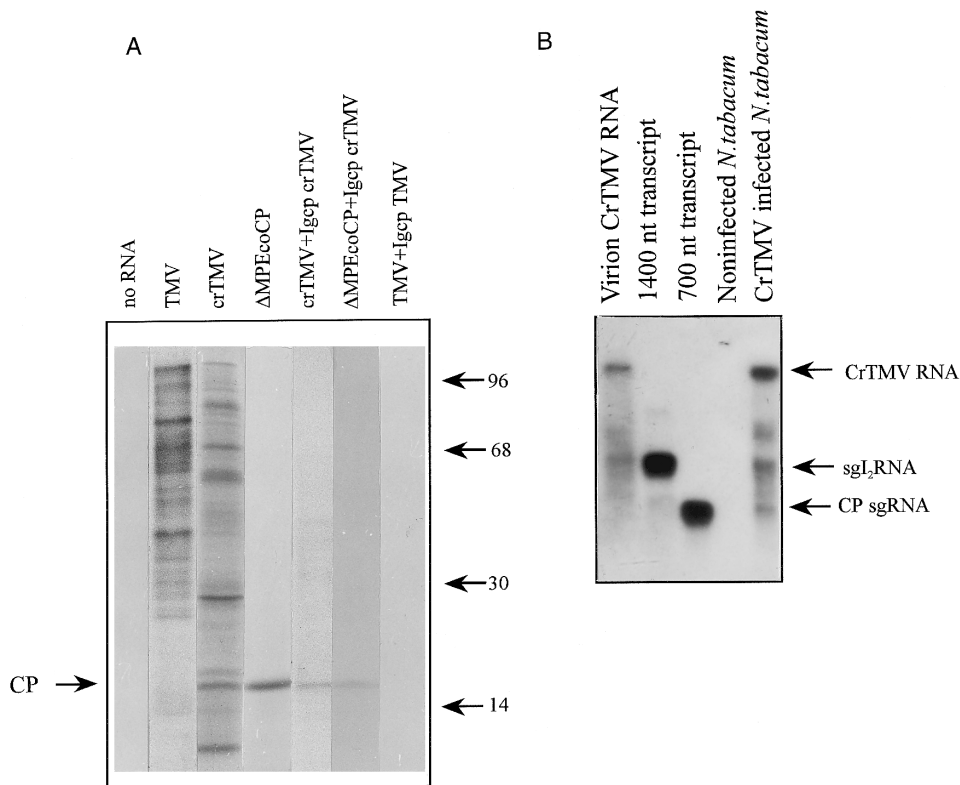 A
no RNA
TMV
crTMV
ΔMPEcoCP
crTMV+Igcp crTMV
ΔMPEcoCP+Igcp crTMV
TMV+Igcp TMV
96
68
30
14
CP
B
Virion CrTMV RNA
1400 nt transcript
700 nt transcript
Noninfected N.tabacum
CrTMV infected N.tabacum
CrTMV RNA
sgI₂RNA
CP sgRNA